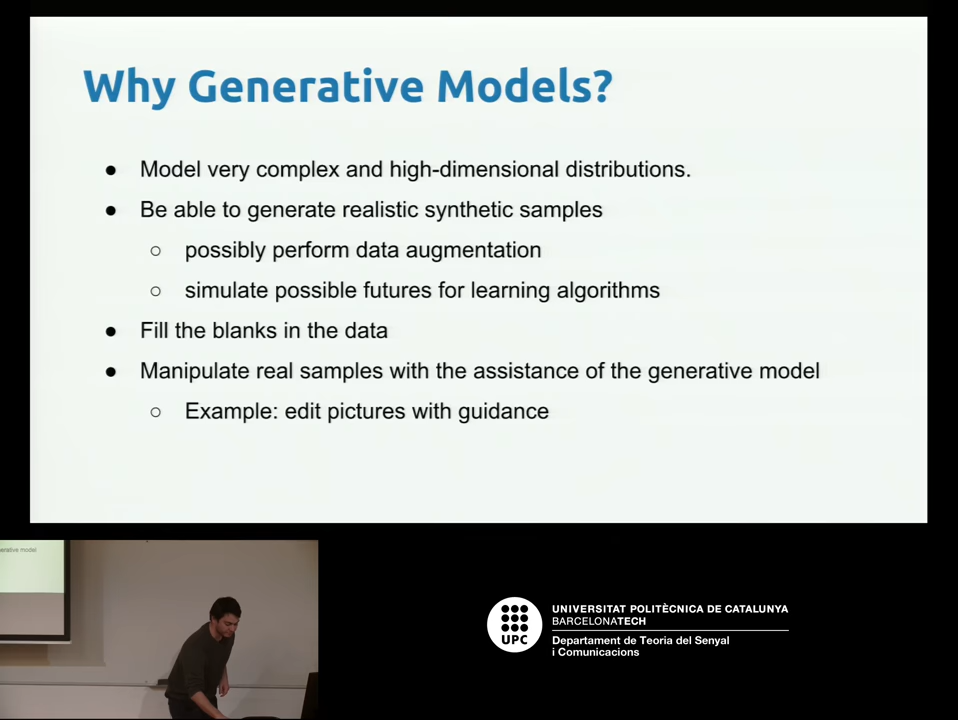 Why Generative Models?
● Model very complex and high-dimensional distributions.
● Be able to generate realistic synthetic samples
○ possibly perform data augmentation
○ simulate possible futures for learning algorithms
● Fill the blanks in the data
● Manipulate real samples with the assistance of the generative model
○ Example: edit pictures with guidance
erative model
UPC
UNIVERSITAT POLITÈCNICA DE CATALUNYA
BARCELONATECH
Departament de Teoria del Senyal
i Comunicacions